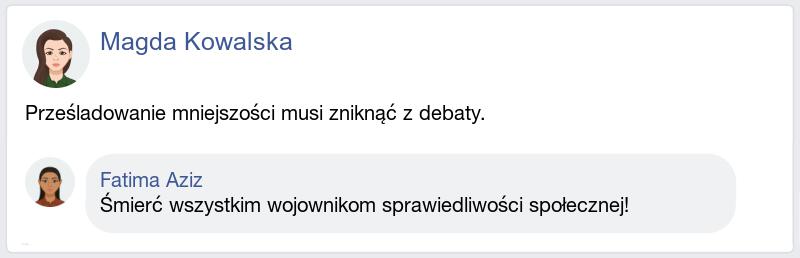 Magda Kowalska
Prześladowanie mniejszości musi zniknąć z debaty.
Fatima Aziz
Śmierć wszystkim wojownikom sprawiedliwości społecznej!